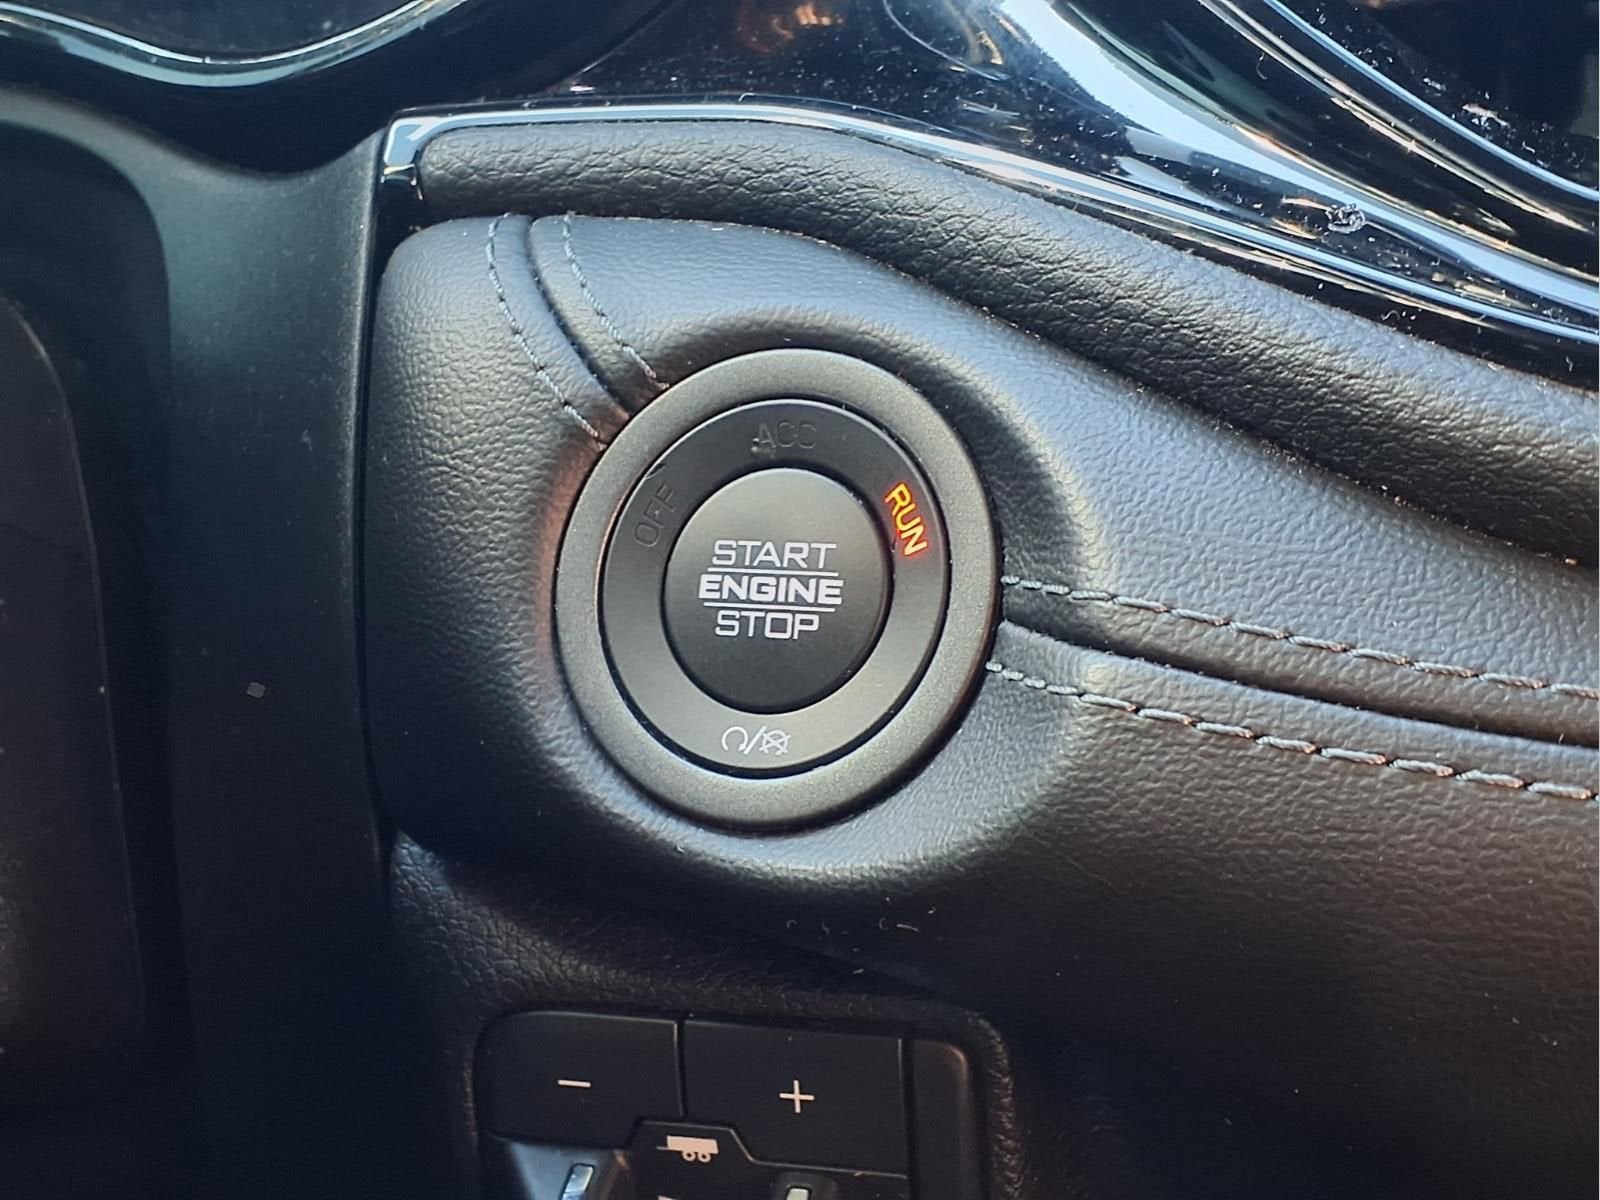 ACC
OFF
RUN
START
ENGINE
STOP
- +